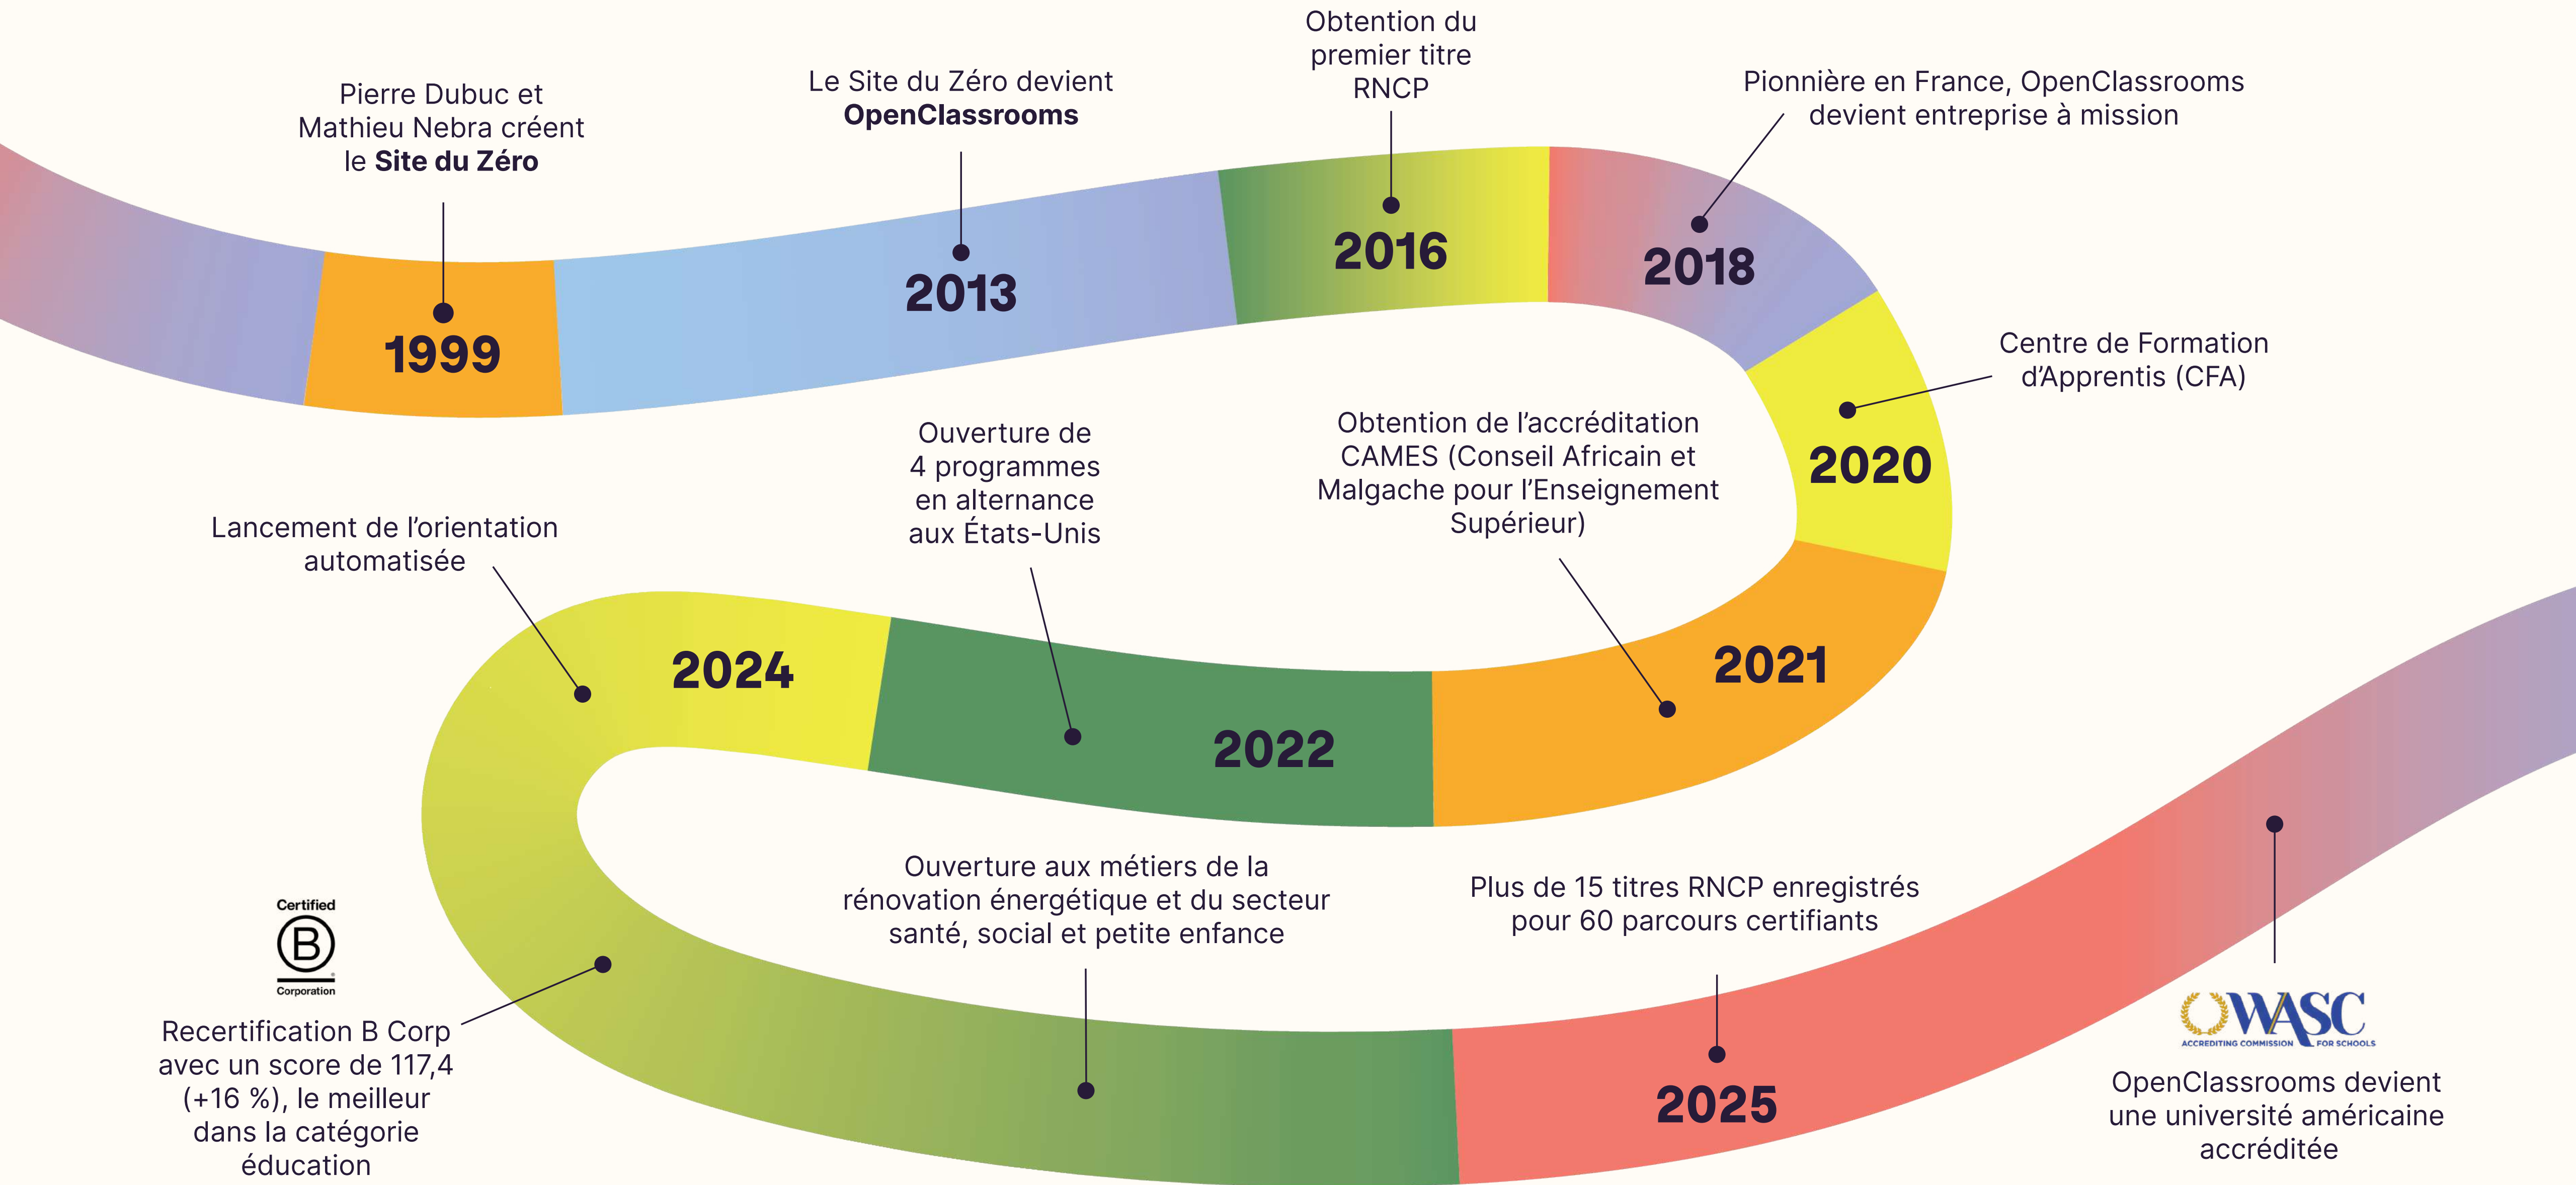 Pierre Dubuc et
Mathieu Nebra créent
le Site du Zéro
1999
Le Site du Zéro devient
OpenClassrooms
2013
Obtention du
premier titre
RNCP
2016
Pionnière en France, OpenClassrooms
devient entreprise à mission
2018
Centre de Formation
d’Apprentis (CFA)
2020
Obtention de l’accréditation
CAMES (Conseil Africain et
Malgache pour l’Enseignement
Supérieur)
2021
Ouverture de
4 programmes
en alternance
aux États-Unis
2022
Lancement de l’orientation
automatisée
2024
Certified
B
®
Corporation
Recertification B Corp
avec un score de 117,4
(+16 %), le meilleur
dans la catégorie
éducation
Ouverture aux métiers de la
rénovation énergétique et du secteur
santé, social et petite enfance
Plus de 15 titres RNCP enregistrés
pour 60 parcours certifiants
2025
WASC
ACCREDITING COMMISSION FOR SCHOOLS
OpenClassrooms devient
une université américaine
accréditée